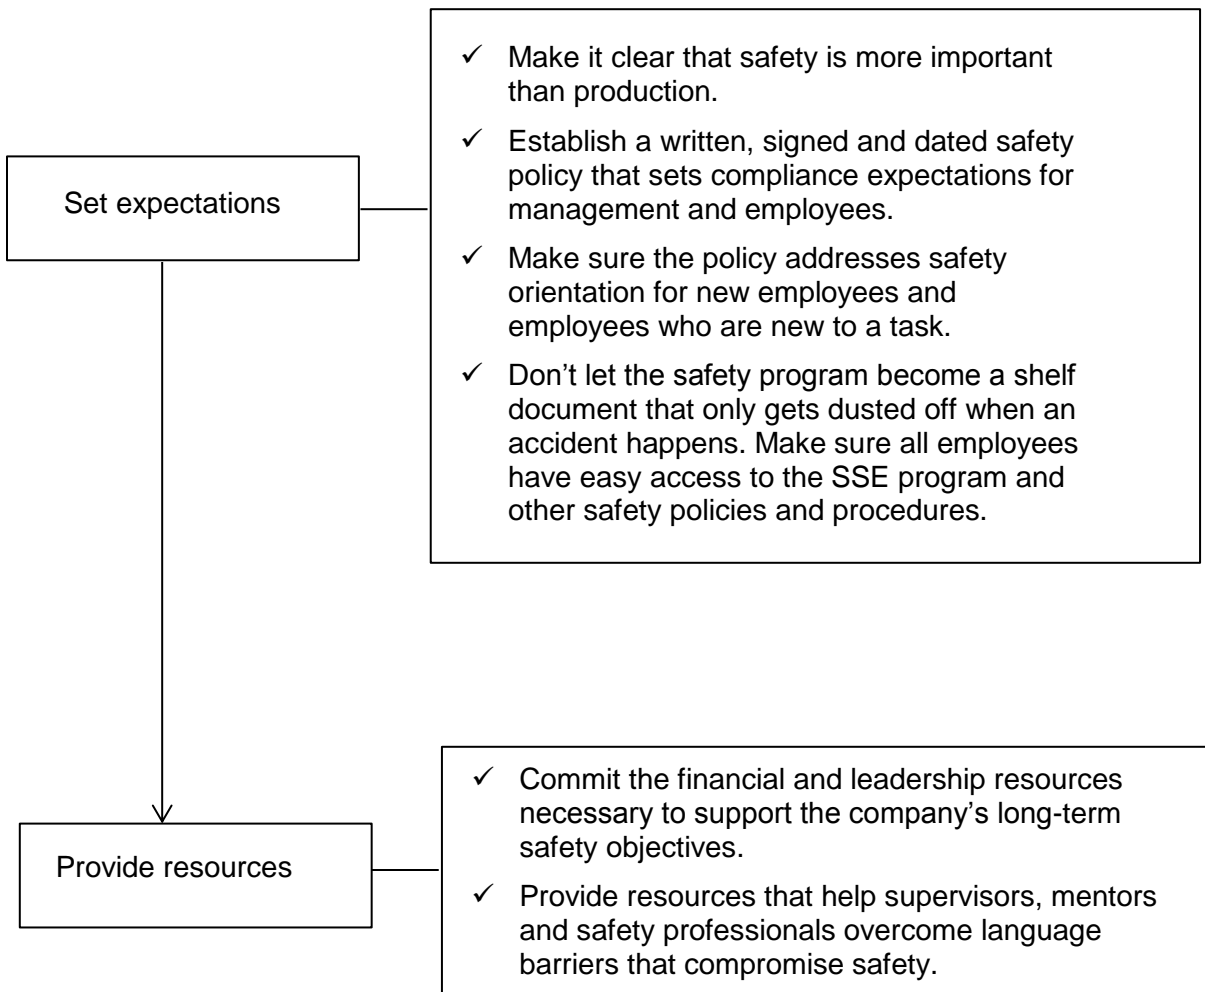 Set expectations
✓ Make it clear that safety is more important
than production.
✓ Establish a written, signed and dated safety
policy that sets compliance expectations for
management and employees.
✓ Make sure the policy addresses safety
orientation for new employees and
employees who are new to a task.
✓ Don’t let the safety program become a shelf
document that only gets dusted off when an
accident happens. Make sure all employees
have easy access to the SSE program and
other safety policies and procedures.
Provide resources
✓ Commit the financial and leadership resources
necessary to support the company’s long-term
safety objectives.
✓ Provide resources that help supervisors, mentors
and safety professionals overcome language
barriers that compromise safety.